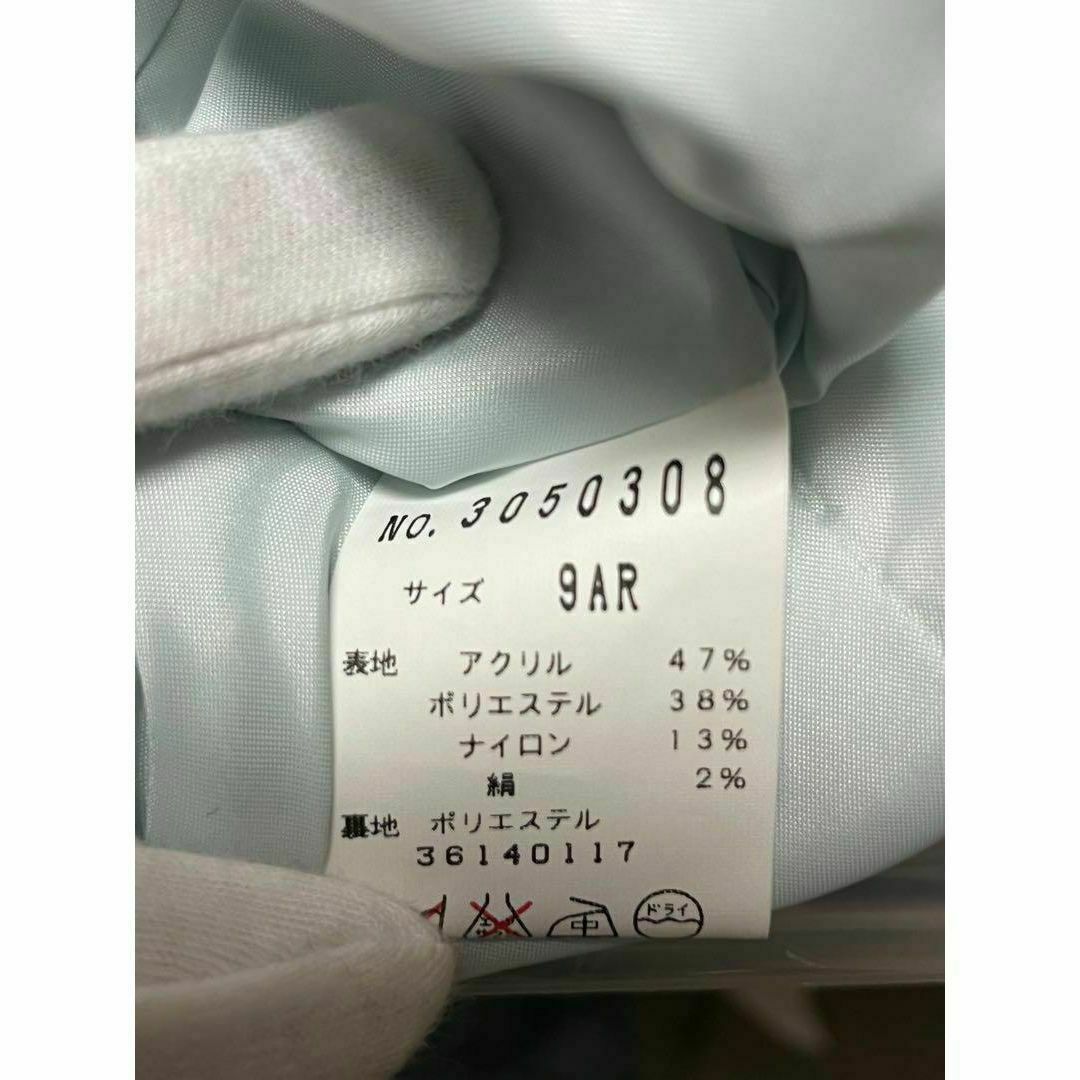 No. 3050308
サイズ 9AR
表地 アクリル 47%
ポリエステル 38%
ナイロン 13%
絹 2%
裏地 ポリエステル
36140117
中 ドライ